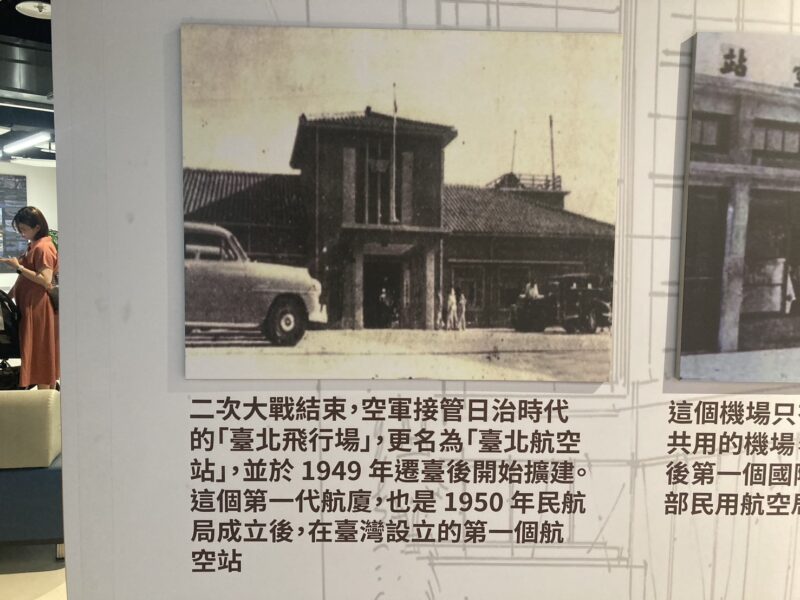 二次大戰結束，空軍接管日治時代
的「臺北飛行場」，更名為「臺北航空
站」，並於 1949 年遷臺後開始擴建。
這個第一代航廈，也是 1950 年民航
局成立後，在臺灣設立的第一個航
空站
站
這個機場只
共用的機場
後第一個國
部民用航空